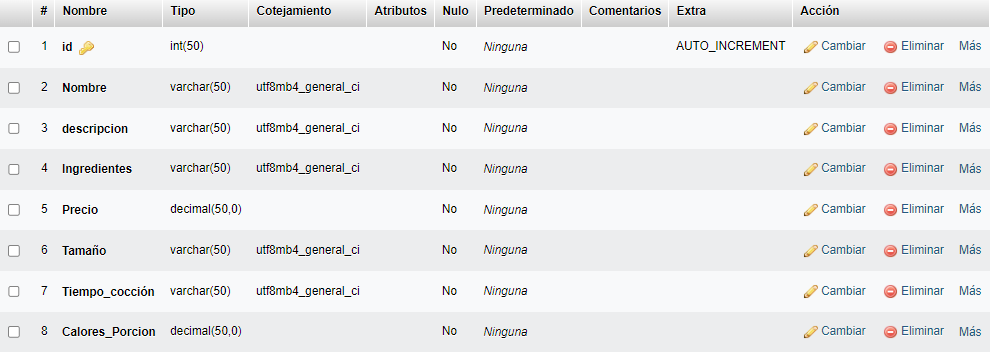 # Nombre Tipo Cotejamiento Atributos Nulo Predeterminado Comentarios Extra Acción
1 id int(50) No Ninguna AUTO_INCREMENT Cambiar Eliminar Más
2 Nombre varchar(50) utf8mb4_general_ci No Ninguna Cambiar Eliminar Más
3 descripcion varchar(50) utf8mb4_general_ci No Ninguna Cambiar Eliminar Más
4 Ingredientes varchar(50) utf8mb4_general_ci No Ninguna Cambiar Eliminar Más
5 Precio decimal(50,0) No Ninguna Cambiar Eliminar Más
6 Tamaño varchar(50) utf8mb4_general_ci No Ninguna Cambiar Eliminar Más
7 Tiempo_cocción varchar(50) utf8mb4_general_ci No Ninguna Cambiar Eliminar Más
8 Calores_Porcion decimal(50,0) No Ninguna Cambiar Eliminar Más